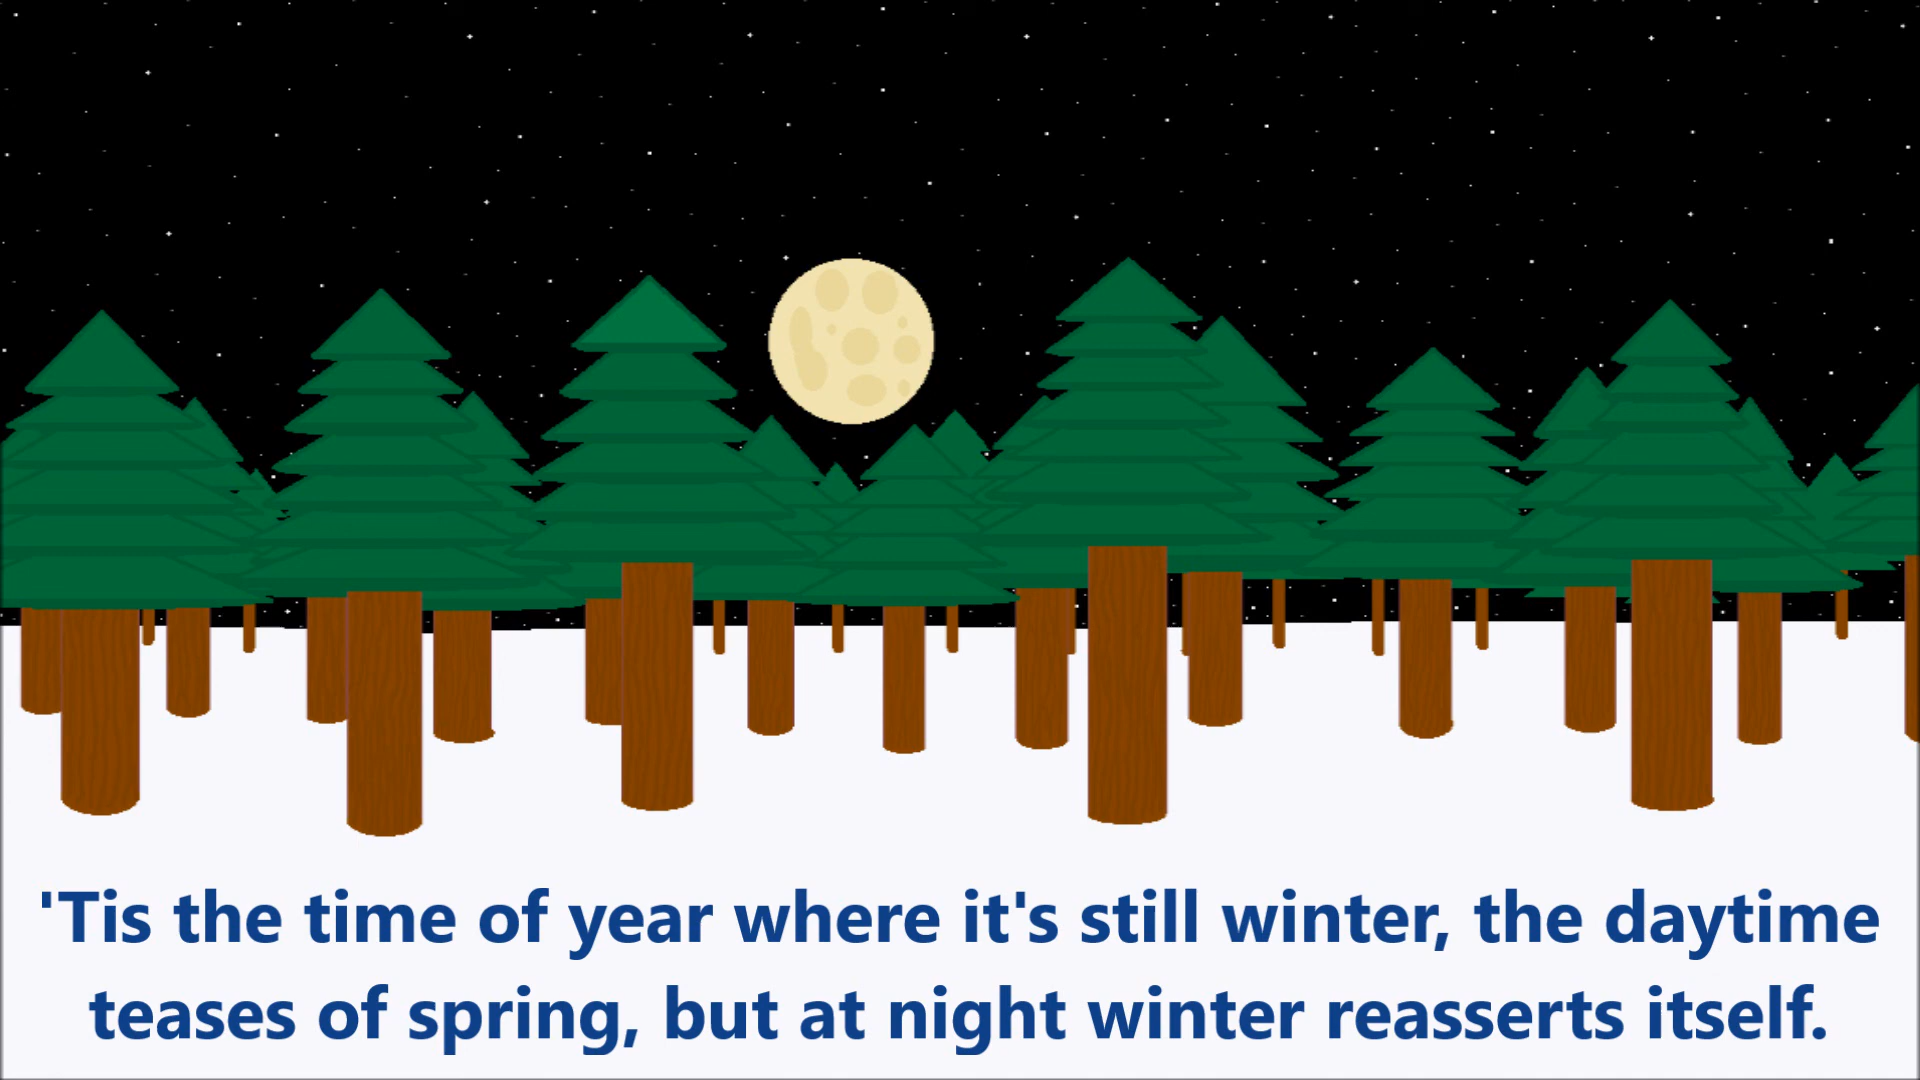 'Tis the time of year where it's still winter, the daytime
teases of spring, but at night winter reasserts itself.